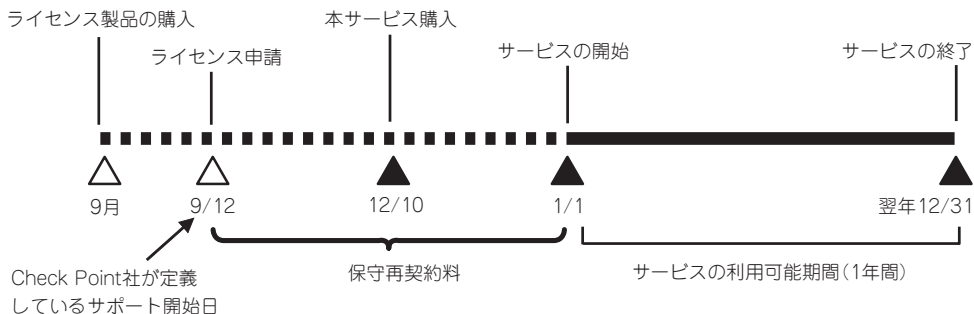 ライセンス製品の購入
ライセンス申請
本サービス購入
サービスの開始
サービスの終了
9月
9/12
12/10
1/1
翌年12/31
Check Point社が定義
しているサポート開始日
保守再契約料
サービスの利用可能期間(1年間)